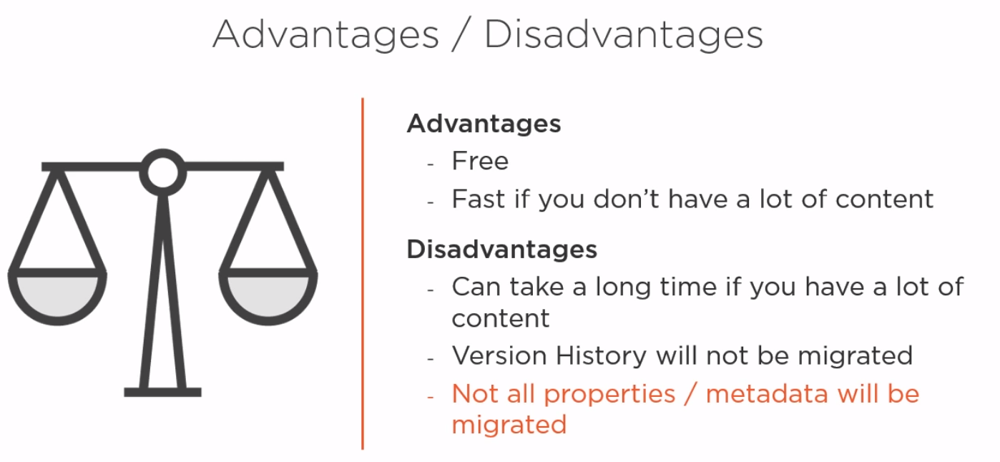 Advantages / Disadvantages
Advantages
- Free
- Fast if you don’t have a lot of content
Disadvantages
- Can take a long time if you have a lot of
content
- Version History will not be migrated
- Not all properties / metadata will be
migrated